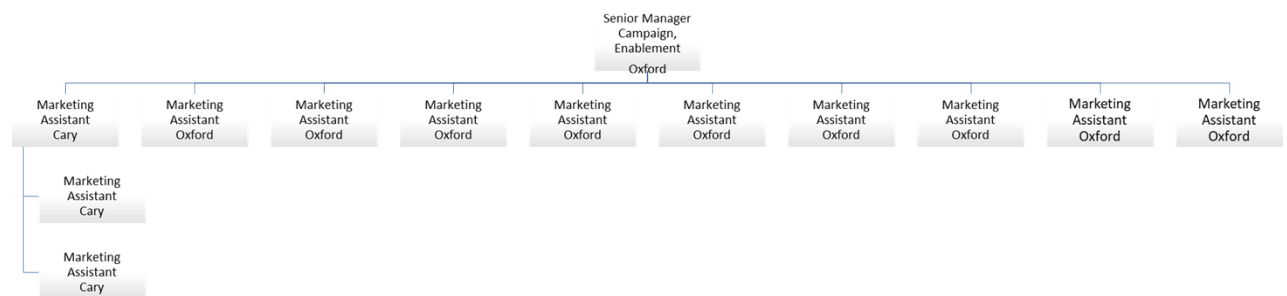 Senior Manager
Campaign,
Enablement
Oxford
Marketing
Assistant
Cary
Marketing
Assistant
Oxford
Marketing
Assistant
Oxford
Marketing
Assistant
Oxford
Marketing
Assistant
Oxford
Marketing
Assistant
Oxford
Marketing
Assistant
Oxford
Marketing
Assistant
Oxford
Marketing
Assistant
Oxford
Marketing
Assistant
Oxford
Marketing
Assistant
Cary
Marketing
Assistant
Cary